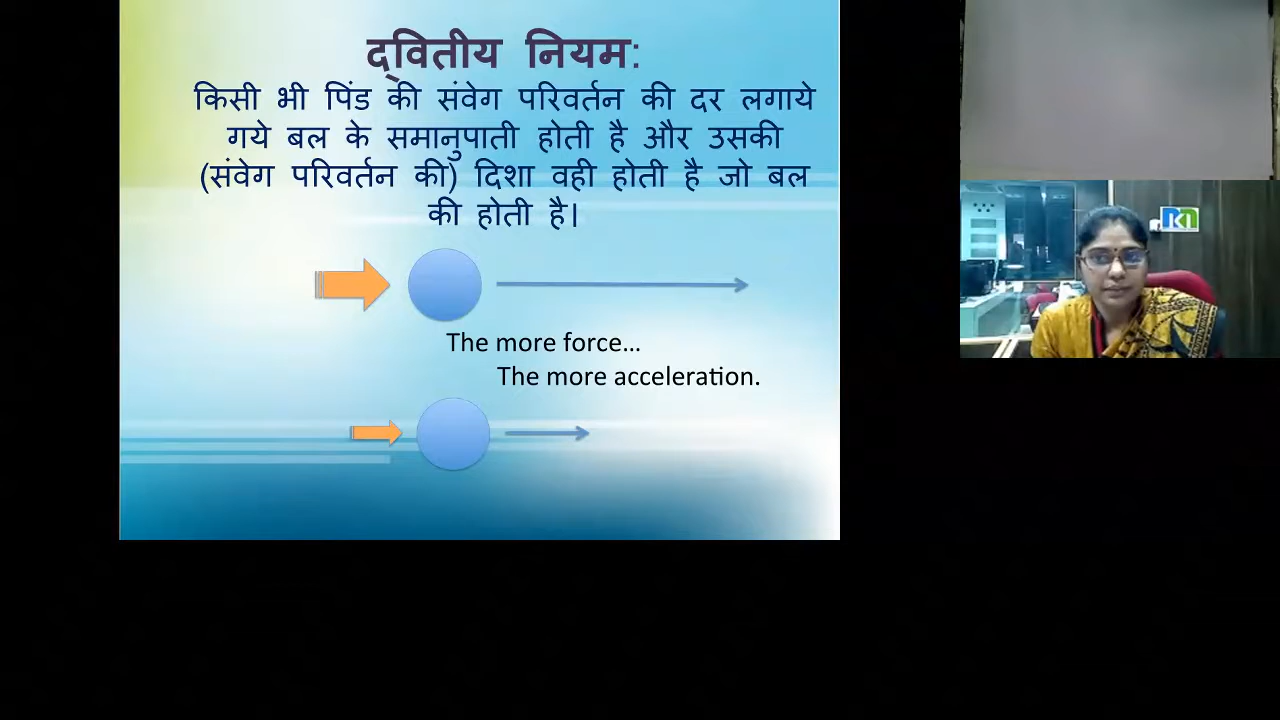 द्वितीय नियम:
किसी भी पिंड की संवेग परिवर्तन की दर लगाये
गये बल के समानुपाती होती है और उसकी
(संवेग परिवर्तन की) दिशा वही होती है जो बल
की होती है।
The more force…
The more acceleration.